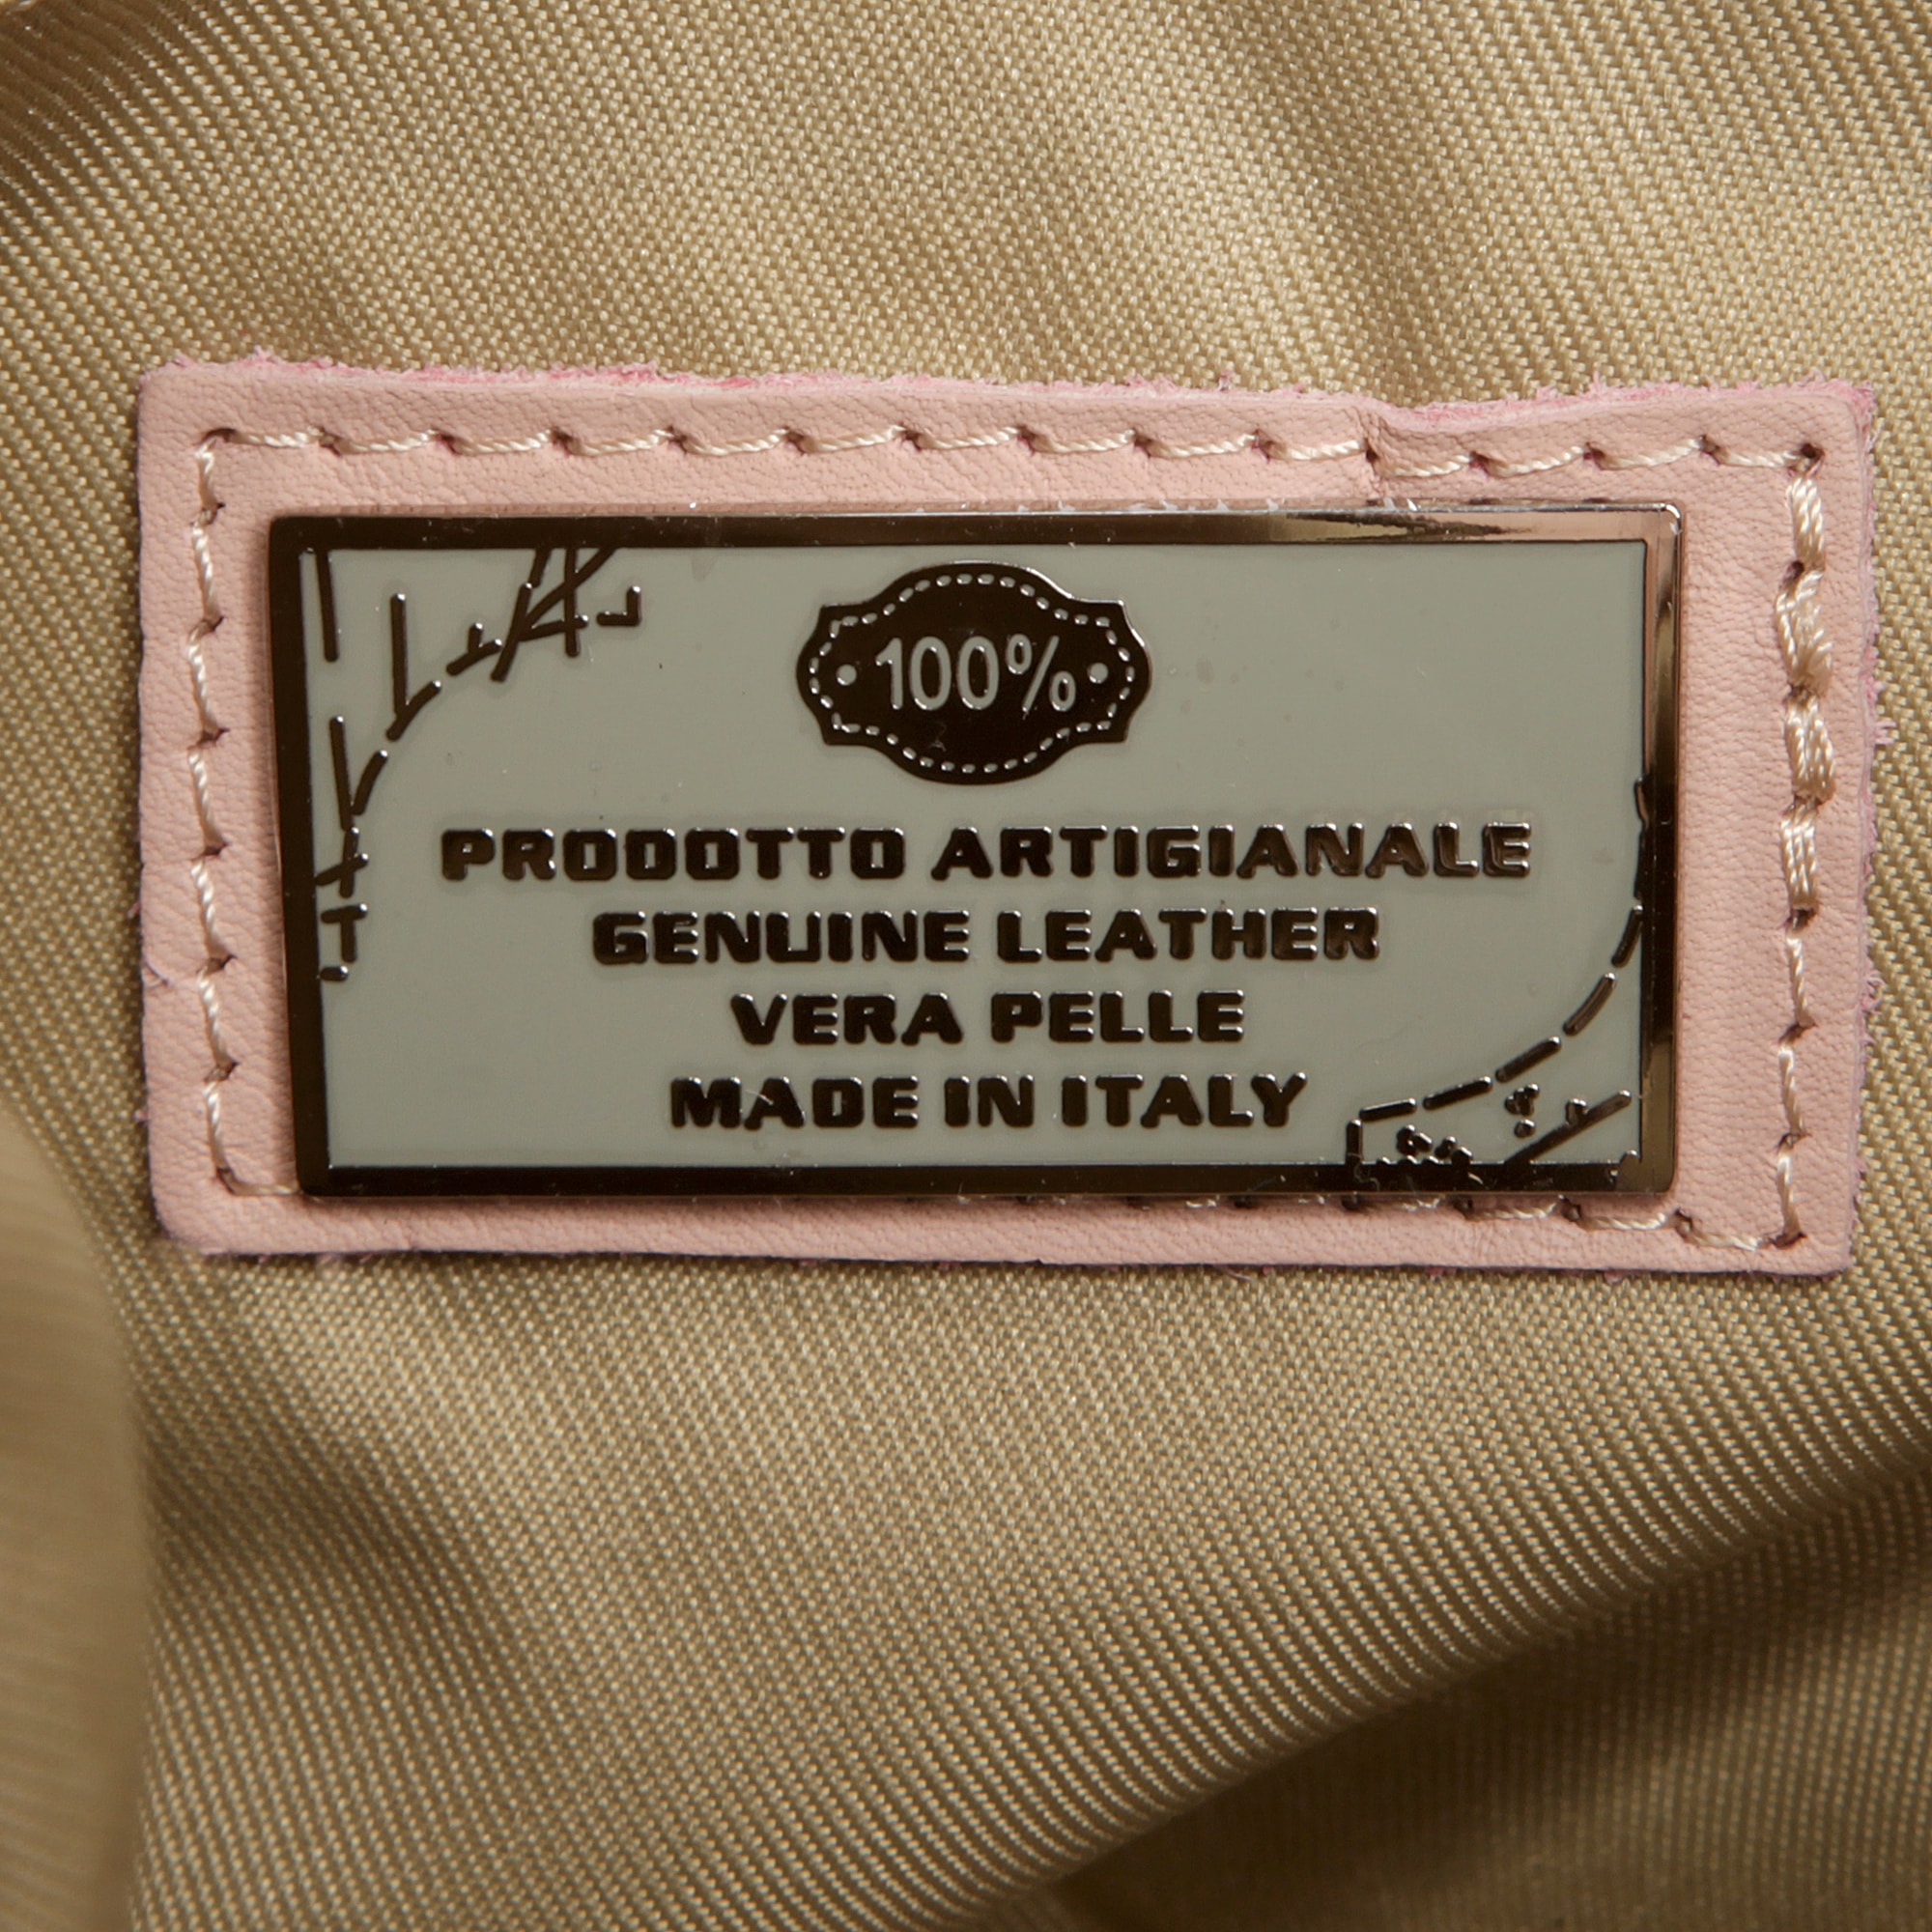 100%
PRODOTTO ARTIGIANALE
GENUINE LEATHER
VERA PELLE
MADE IN ITALY